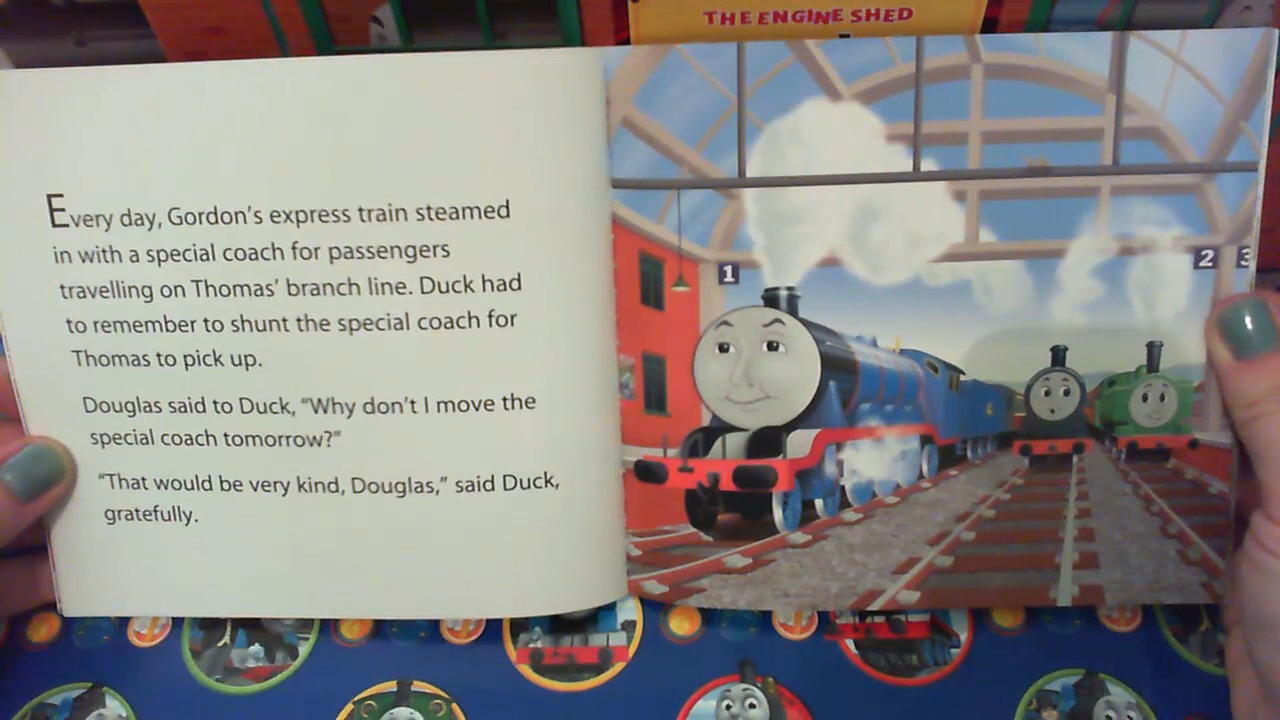 THE ENGINE SHED
Every day, Gordon's express train steamed
in with a special coach for passengers
travelling on Thomas' branch line. Duck had
to remember to shunt the special coach for
Thomas to pick up.
Douglas said to Duck, "Why don't I move the
special coach tomorrow?"
"That would be very kind, Douglas," said Duck,
gratefully.
1
2
3